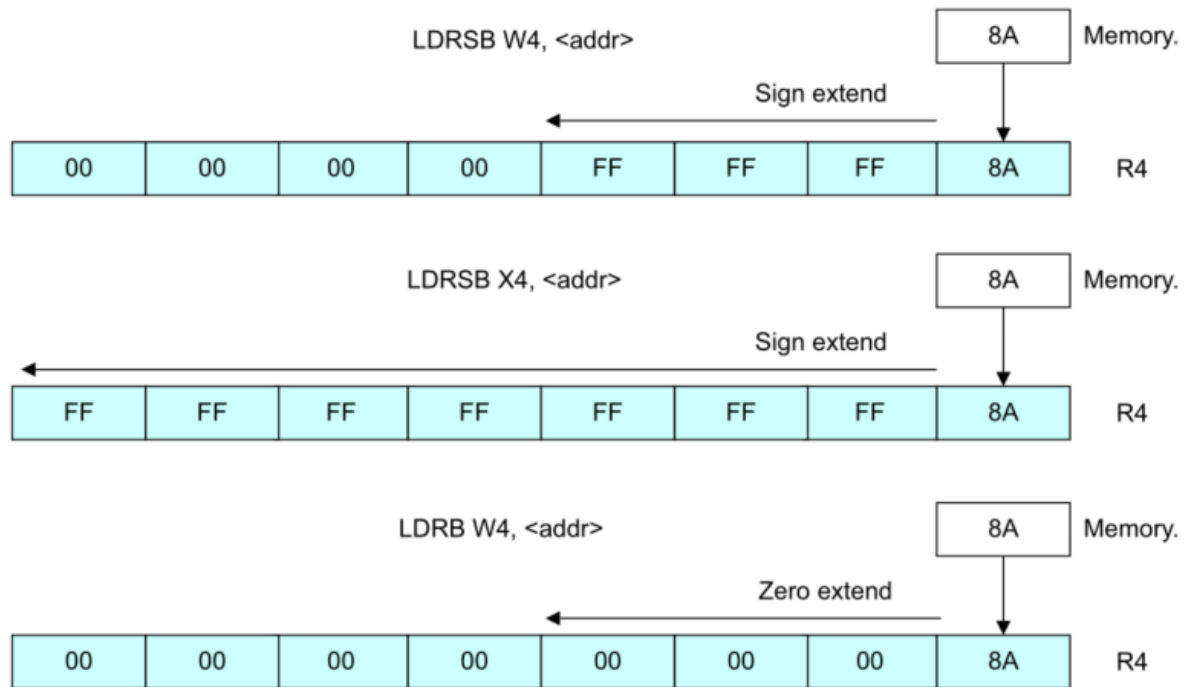 LDRSB W4, <addr>
8A Memory.
Sign extend
00 00 00 00 FF FF FF 8A R4
LDRSB X4, <addr>
8A Memory.
Sign extend
FF FF FF FF FF FF FF 8A R4
LDRB W4, <addr>
8A Memory.
Zero extend
00 00 00 00 00 00 00 8A R4